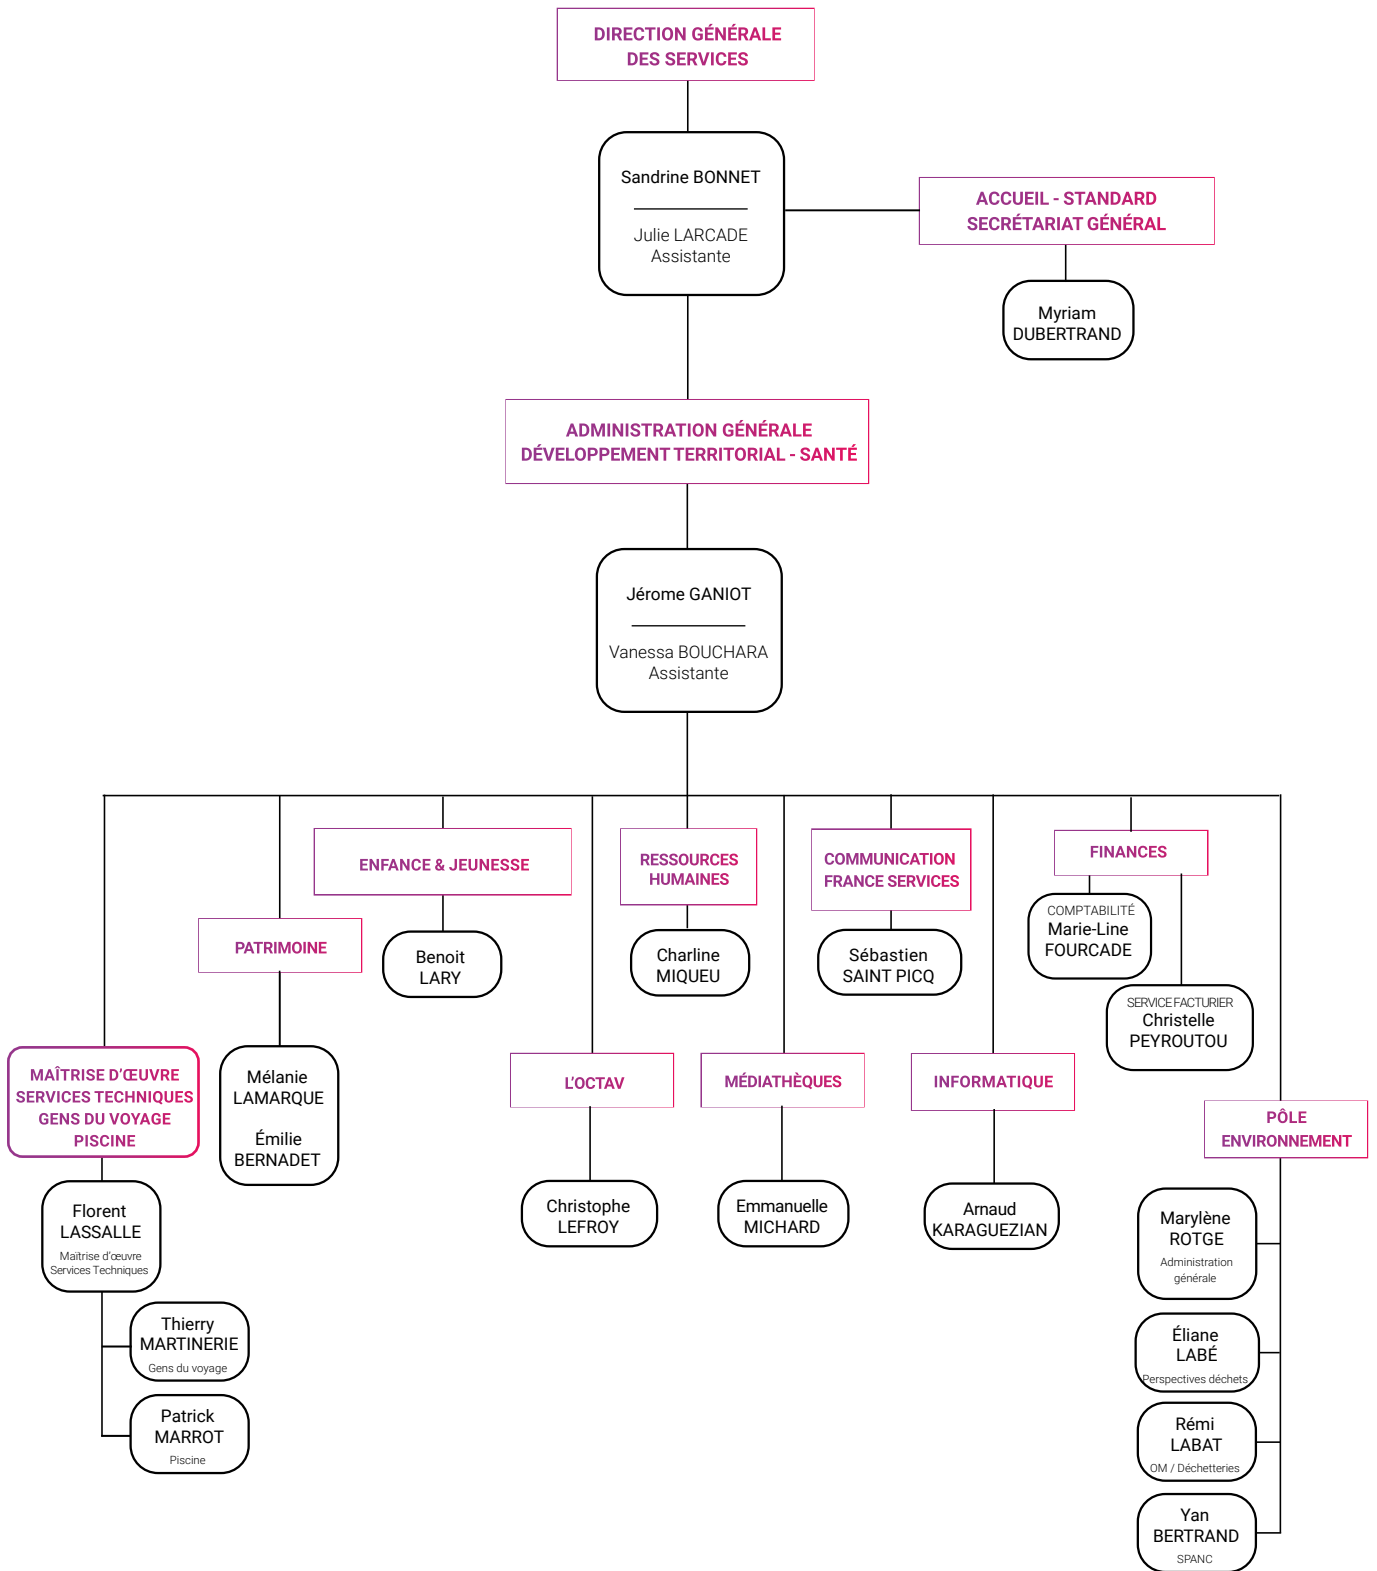 DIRECTION GÉNÉRALE
DES SERVICES
Sandrine BONNET
Julie LARCADE
Assistante
ACCUEIL - STANDARD
SECRÉTARIAT GÉNÉRAL
Myriam
DUBERTRAND
ADMINISTRATION GÉNÉRALE
DÉVELOPPEMENT TERRITORIAL - SANTÉ
Jérome GANIOT
Vanessa BOUCHARA
Assistante
MAÎTRISE D'ŒUVRE
SERVICES TECHNIQUES
GENS DU VOYAGE
PISCINE
Florent
LASSALLE
Maîtrise d'œuvre
Services Techniques
Thierry
MARTINERIE
Gens du voyage
Patrick
MARROT
Piscine
PATRIMOINE
Mélanie
LAMARQUE
Émilie
BERNADET
ENFANCE & JEUNESSE
Benoit
LARY
L'OCTAV
Christophe
LEFROY
RESSOURCES
HUMAINES
Charline
MIQUEU
MÉDIATHÈQUES
Emmanuelle
MICHARD
COMMUNICATION
FRANCE SERVICES
Sébastien
SAINT PICQ
INFORMATIQUE
Arnaud
KARAGUEZIAN
FINANCES
COMPTABILITÉ
Marie-Line
FOURCADE
SERVICE FACTURIER
Christelle
PEYROUTOU
PÔLE
ENVIRONNEMENT
Marylène
ROTGE
Administration
générale
Éliane
LABÉ
Perspectives déchets
Rémi
LABAT
OM / Déchetteries
Yan
BERTRAND
SPANC